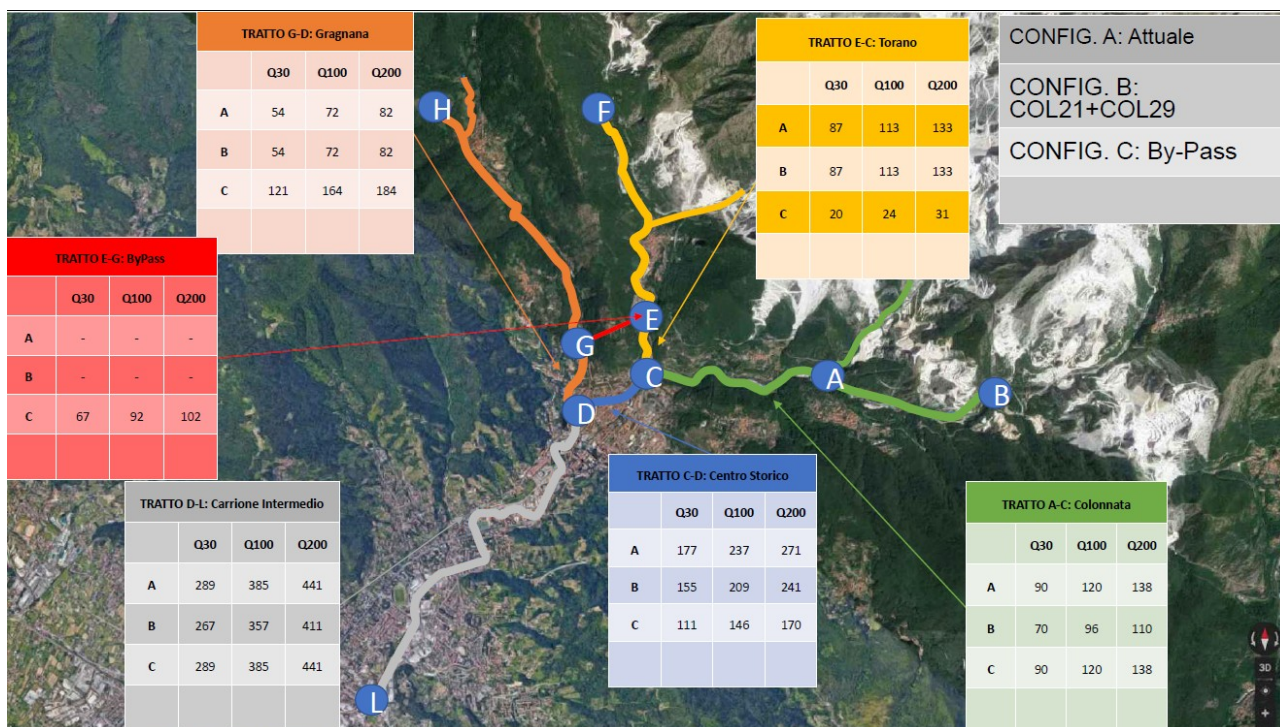 TRATTO G-D: Gragnana
Q30 Q100 Q200
A 54 72 82
B 54 72 82
C 121 164 184
TRATTO E-C: Torano
Q30 Q100 Q200
A 87 113 133
B 87 113 133
C 20 24 31
CONFIG. A: Attuale
CONFIG. B:
COL21+COL29
CONFIG. C: By-Pass
H
F
TRATTO E-G: ByPass
Q30 Q100 Q200
A - - -
B - - -
C 67 92 102
E
G
C
A
B
D
TRATTO D-L: Carrione Intermedio
Q30 Q100 Q200
A 289 385 441
B 267 357 411
C 289 385 441
TRATTO C-D: Centro Storico
Q30 Q100 Q200
A 177 237 271
B 155 209 241
C 111 146 170
TRATTO A-C: Colonnata
Q30 Q100 Q200
A 90 120 138
B 70 96 110
C 90 120 138
L
3D